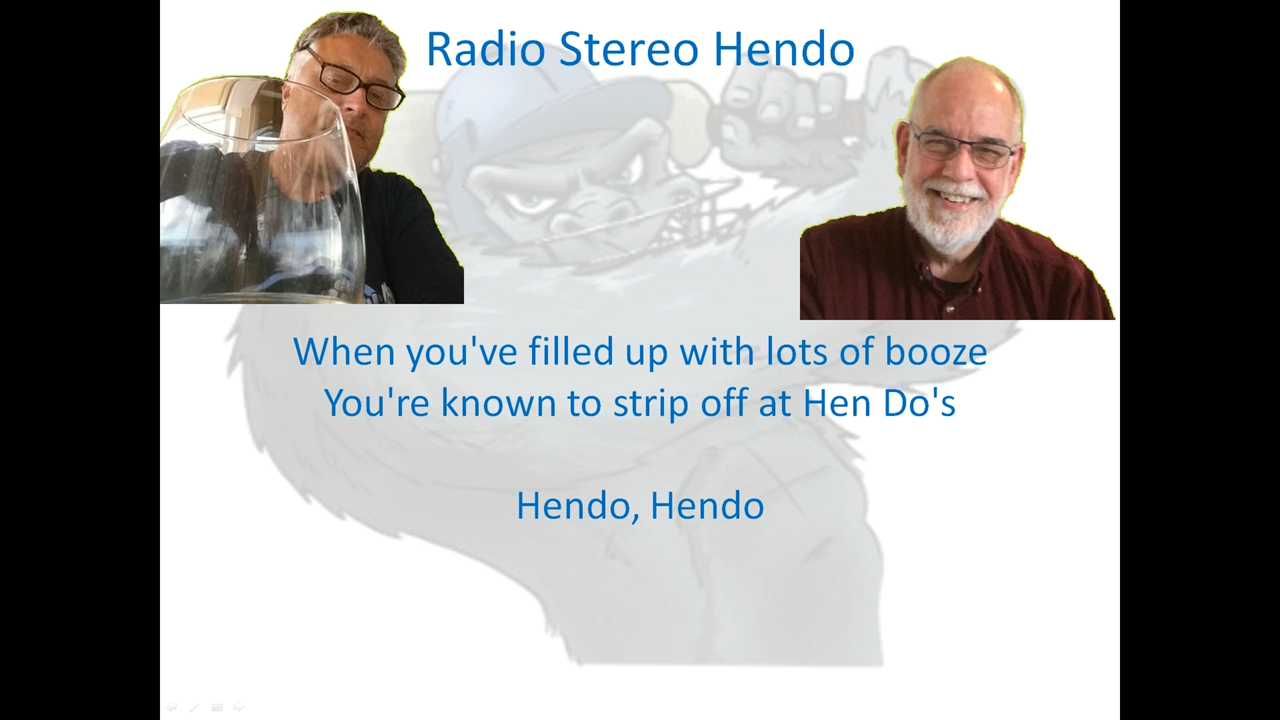 Radio Stereo Hendo
When you've filled up with lots of booze
You're known to strip off at Hen Do's
Hendo, Hendo